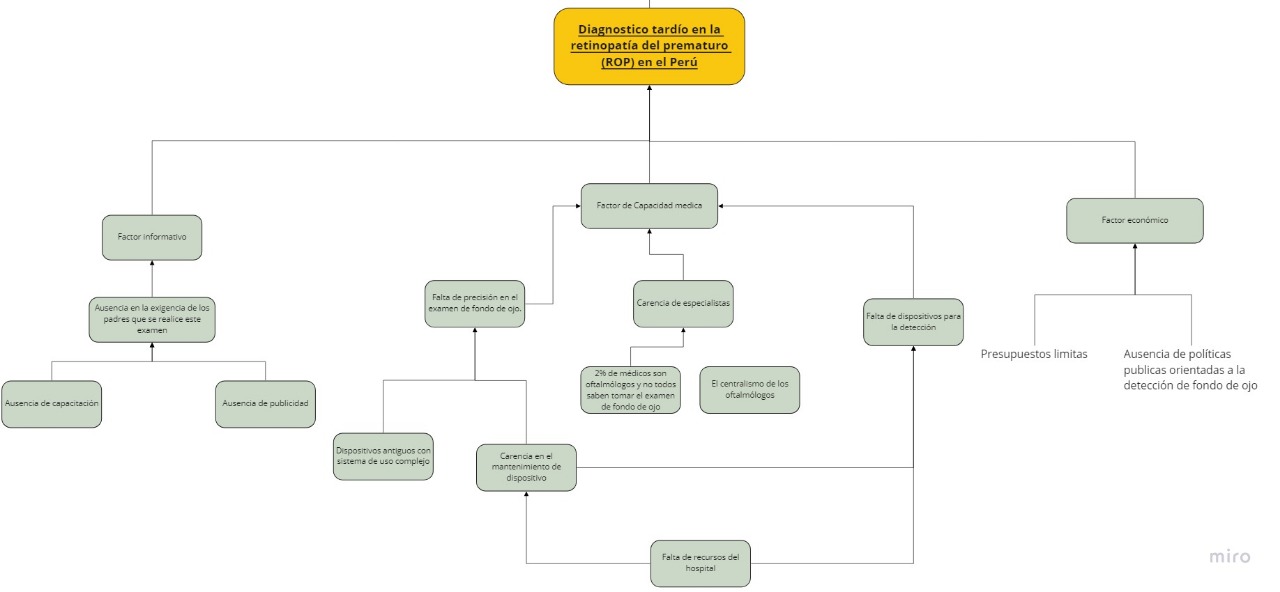 Diagnostico tardío en la
retinopatía del prematuro
(ROP) en el Perú
Factor de Capacidad medica
Factor informativo
Factor económico
Falta de precisión en el
examen de fondo de ojo.
Carencia de especialistas
Ausencia en la exigencia de los
padres que se realice este
examen
Falta de dispositivos para
la detección
Presupuestos limitas
Ausencia de políticas
publicas orientadas a la
detección de fondo de ojo
Ausencia de capacitación
Ausencia de publicidad
2% de médicos son
oftalmólogos y no todos
saben tomar el examen
de fondo de ojo
El centralismo de los
oftalmólogos
Dispositivos antiguos con
sistema de uso complejo
Carencia en el
mantenimiento de
dispositivo
Falta de recursos del
hospital
miro